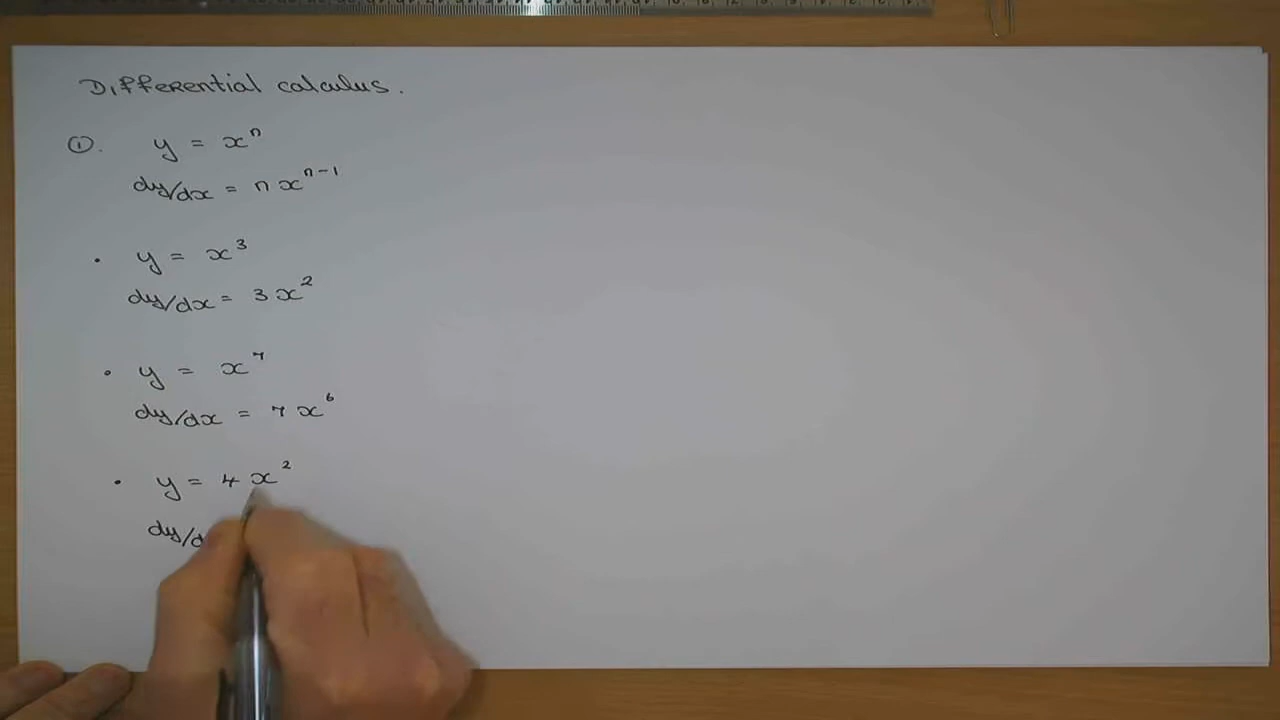 Differential calculus.
①. y = xⁿ
dy/dx = n xⁿ⁻¹
• y = x³
dy/dx = 3x²
• y = x⁷
dy/dx = 7x⁶
• y = 4x²
dy/d